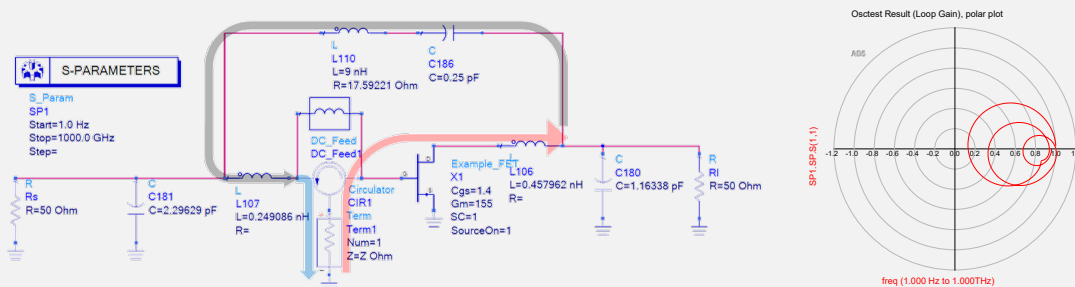 S-PARAMETERS
S_Param
SP1
Start=1.0 Hz
Stop=1000.0 GHz
Step=
L
L110
L=9 nH
R=17.59221 Ohm
C
C186
C=0.25 pF
DC_Feed
DC_Feed1
R
Rs
R=50 Ohm
C
C181
C=2.29629 pF
L
L107
L=0.249086 nH
R=
Circulator
CIR1
Term
Term1
Num=1
Z=Z Ohm
G
D
S
Example_FET
X1
Cgs=1.4
Gm=155
SC=1
SourceOn=1
L
L106
L=0.457962 nH
R=
C
C180
C=1.16338 pF
R
Rl
R=50 Ohm
Osctest Result (Loop Gain), polar plot
ADS
SP1.SP.S(1,1)
-1.2 -1.0 -0.8 -0.6 -0.4 -0.2 0.0 0.2 0.4 0.6 0.8 1.0 1.2
freq (1.000 Hz to 1.000THz)